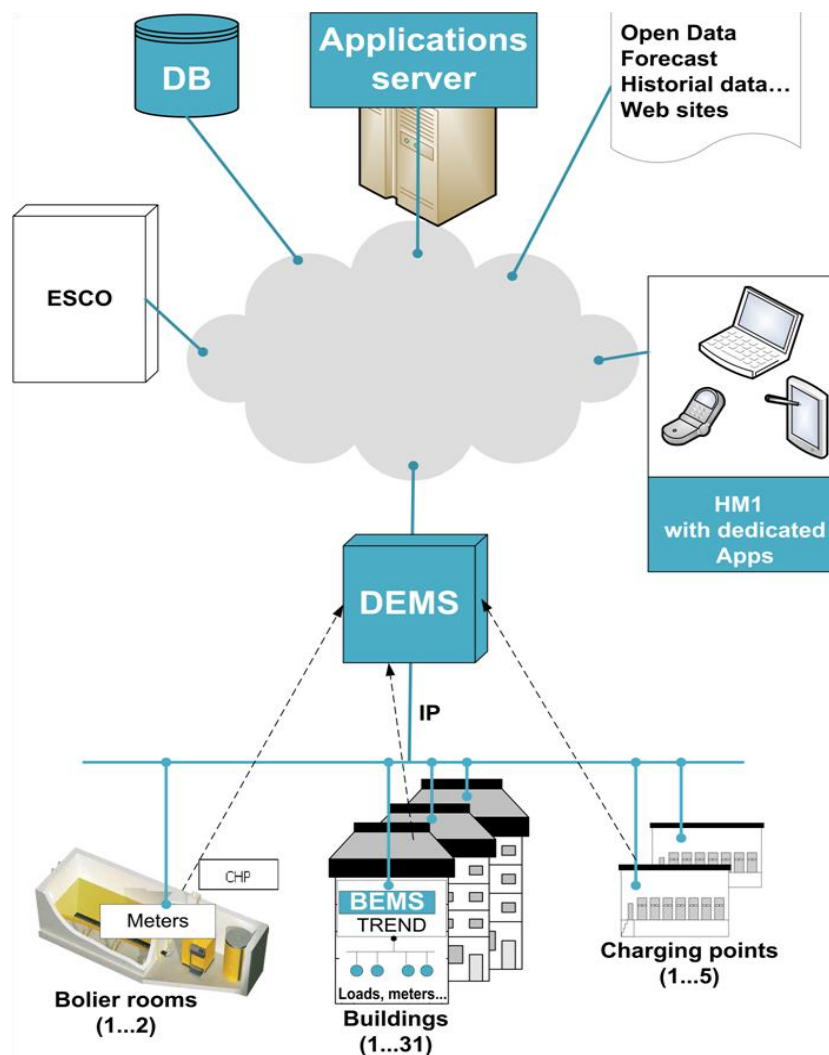 DB
Applications
server
Open Data
Forecast
Historial data...
Web sites
ESCO
HM1
with dedicated
Apps
DEMS
IP
CHP
Meters
BEMS
TREND
Loads, meters...
Bolier rooms
(1...2)
Buildings
(1...31)
Charging points
(1...5)